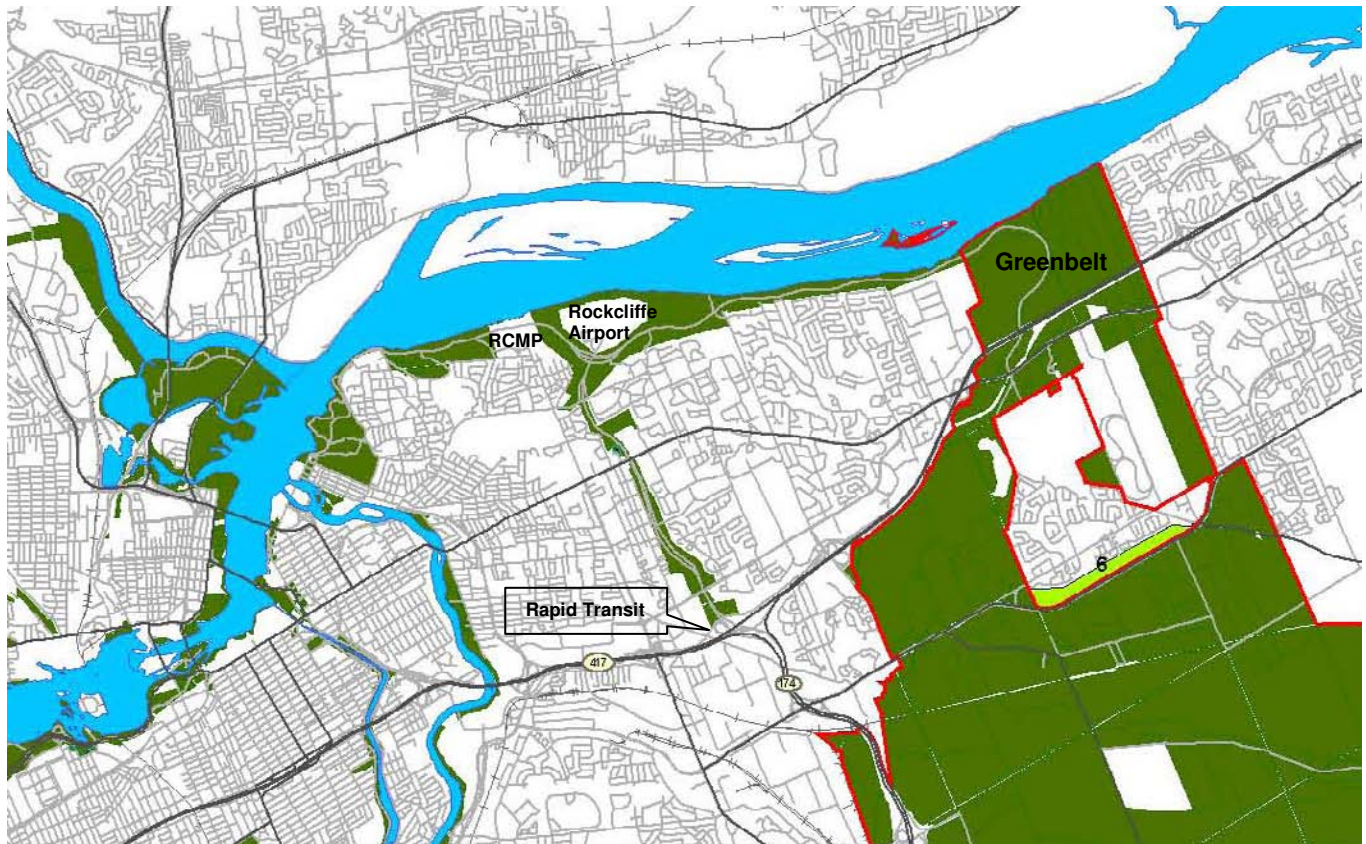 Greenbelt
Rockcliffe
Airport
RCMP
6
Rapid Transit
417
174